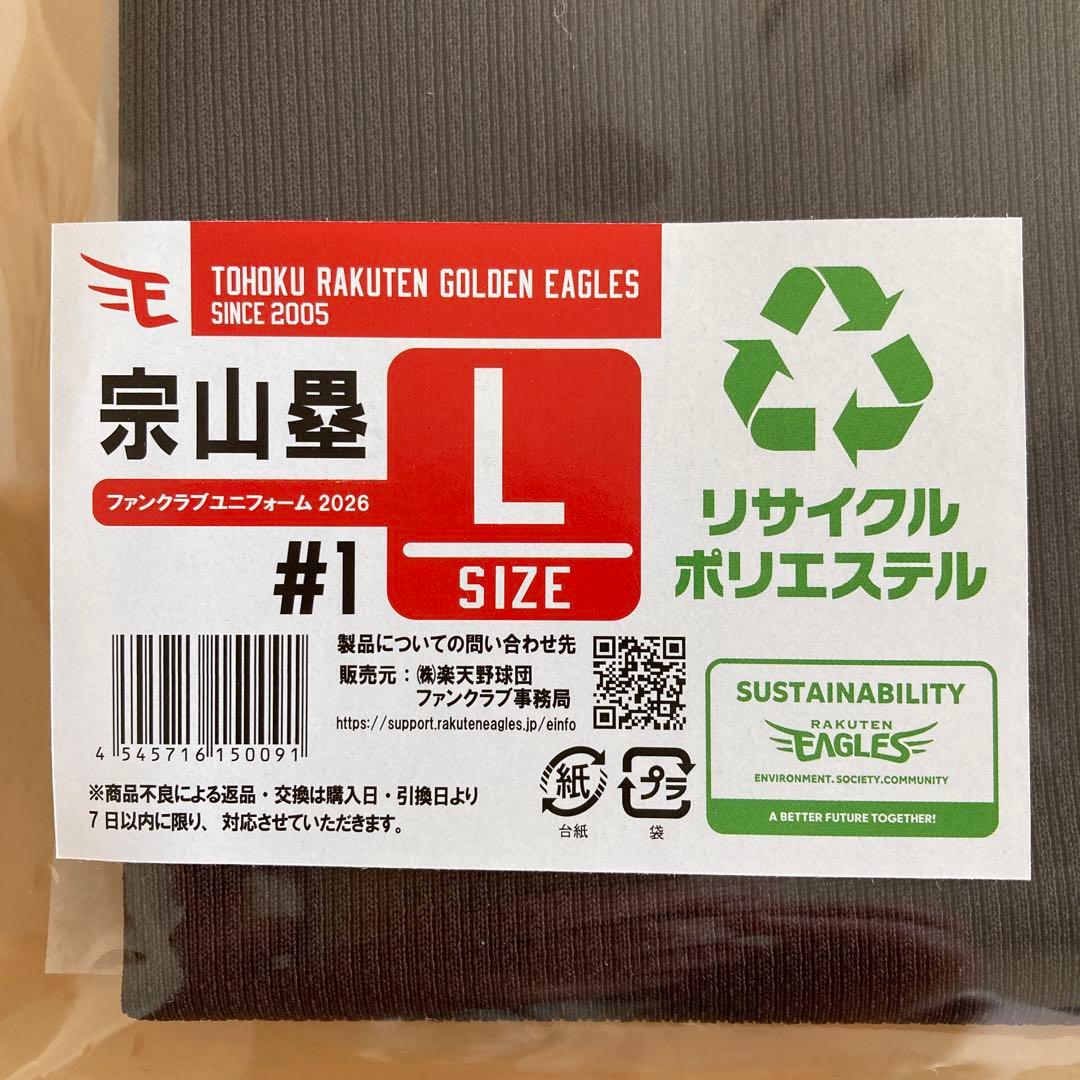 TOHOKU RAKUTEN GOLDEN EAGLES
SINCE 2005
宗山塁
ファンクラブユニフォーム 2026
#1
L
SIZE
リサイクル
ポリエステル
製品についての問い合わせ先
販売元：㈱楽天野球団
ファンクラブ事務局
https://support.rakuteneagles.jp/einfo
4 545716 150091
※商品不良による返品・交換は購入日・引換日より
7日以内に限り、対応させていただきます。
紙
台紙
プラ
袋
SUSTAINABILITY
RAKUTEN
EAGLES
ENVIRONMENT. SOCIETY. COMMUNITY
A BETTER FUTURE TOGETHER!